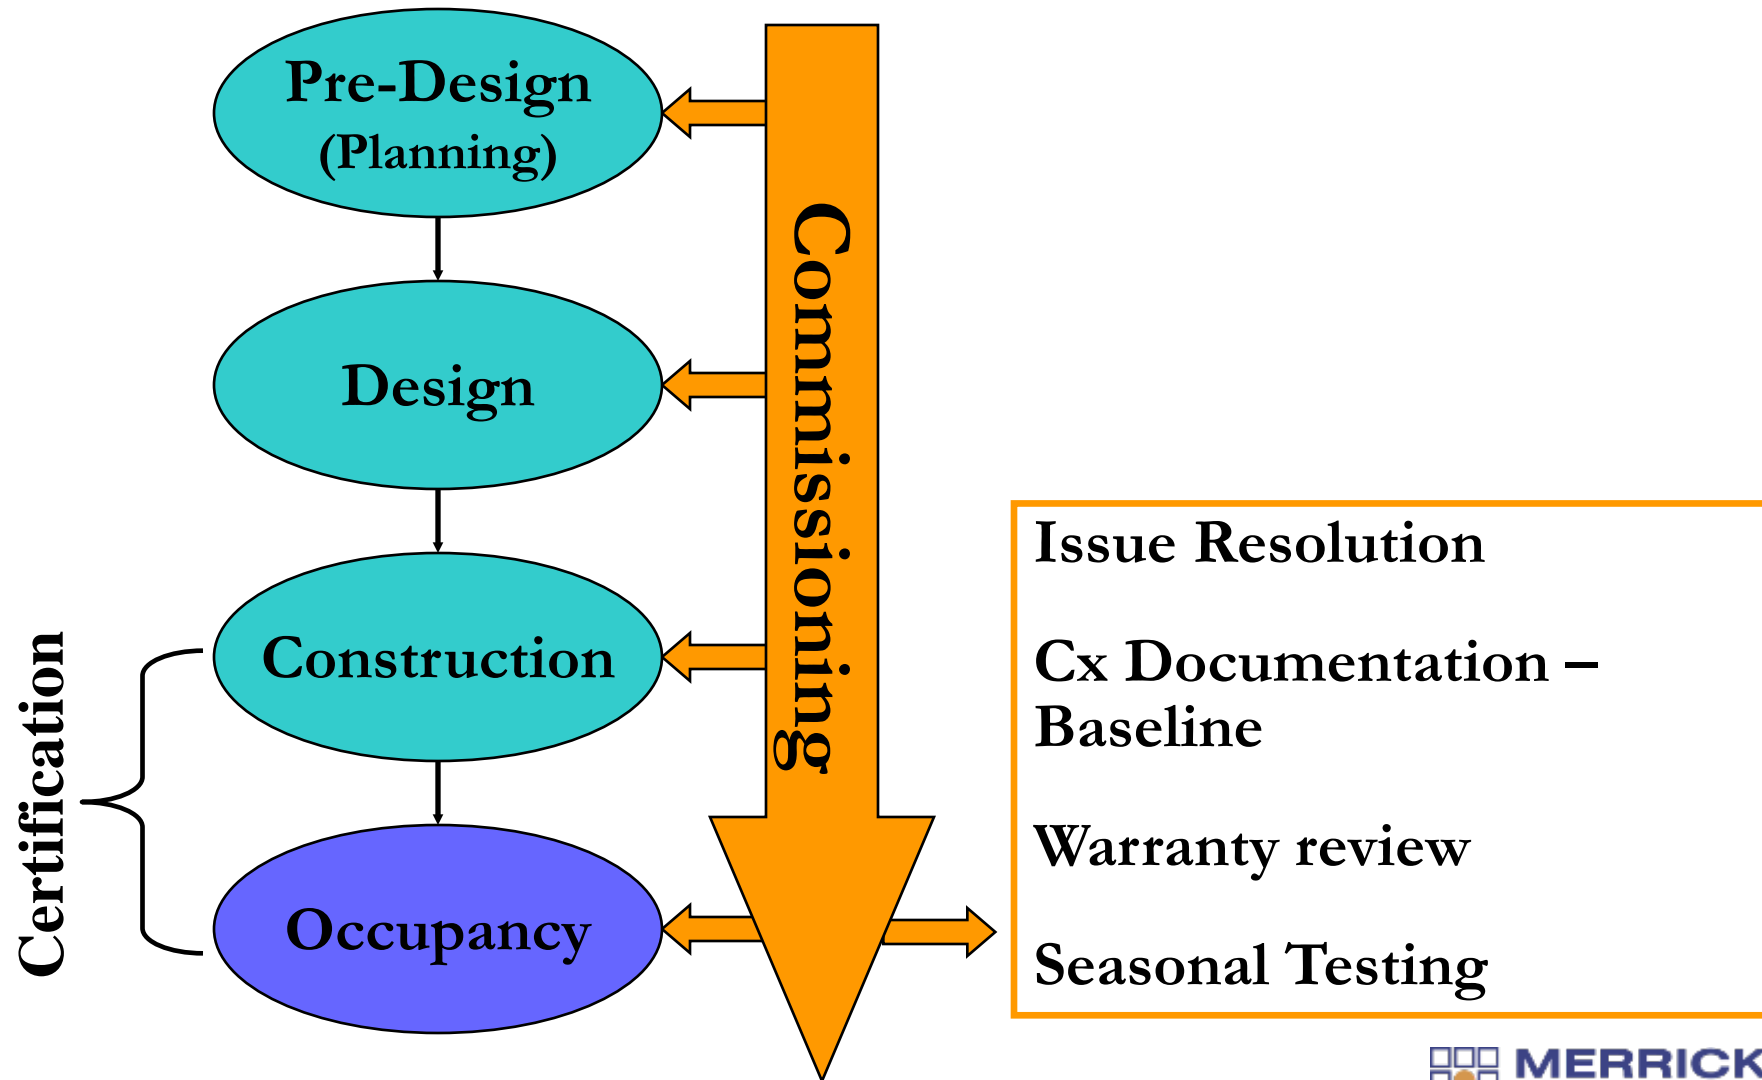 Pre-Design
(Planning)
Design
Construction
Occupancy
Certification
Commissioning
Issue Resolution
Cx Documentation –
Baseline
Warranty review
Seasonal Testing
MERRICK